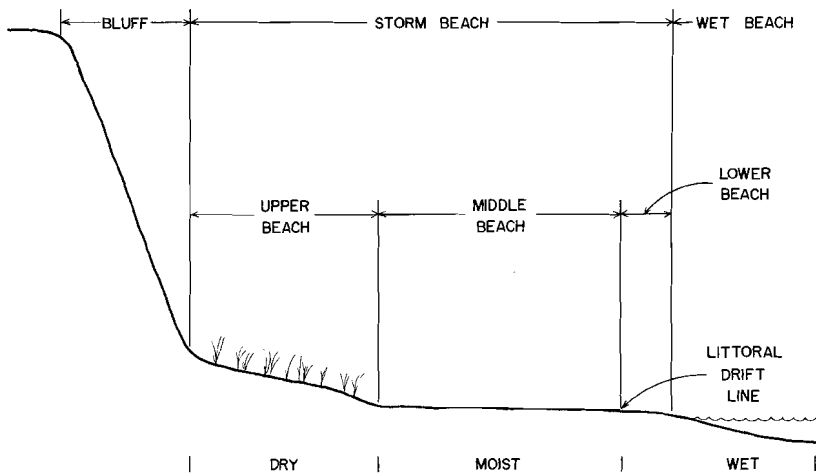 BLUFF
STORM BEACH
WET BEACH
LOWER
BEACH
UPPER
BEACH
MIDDLE
BEACH
LITTORAL
DRIFT
LINE
DRY
MOIST
WET